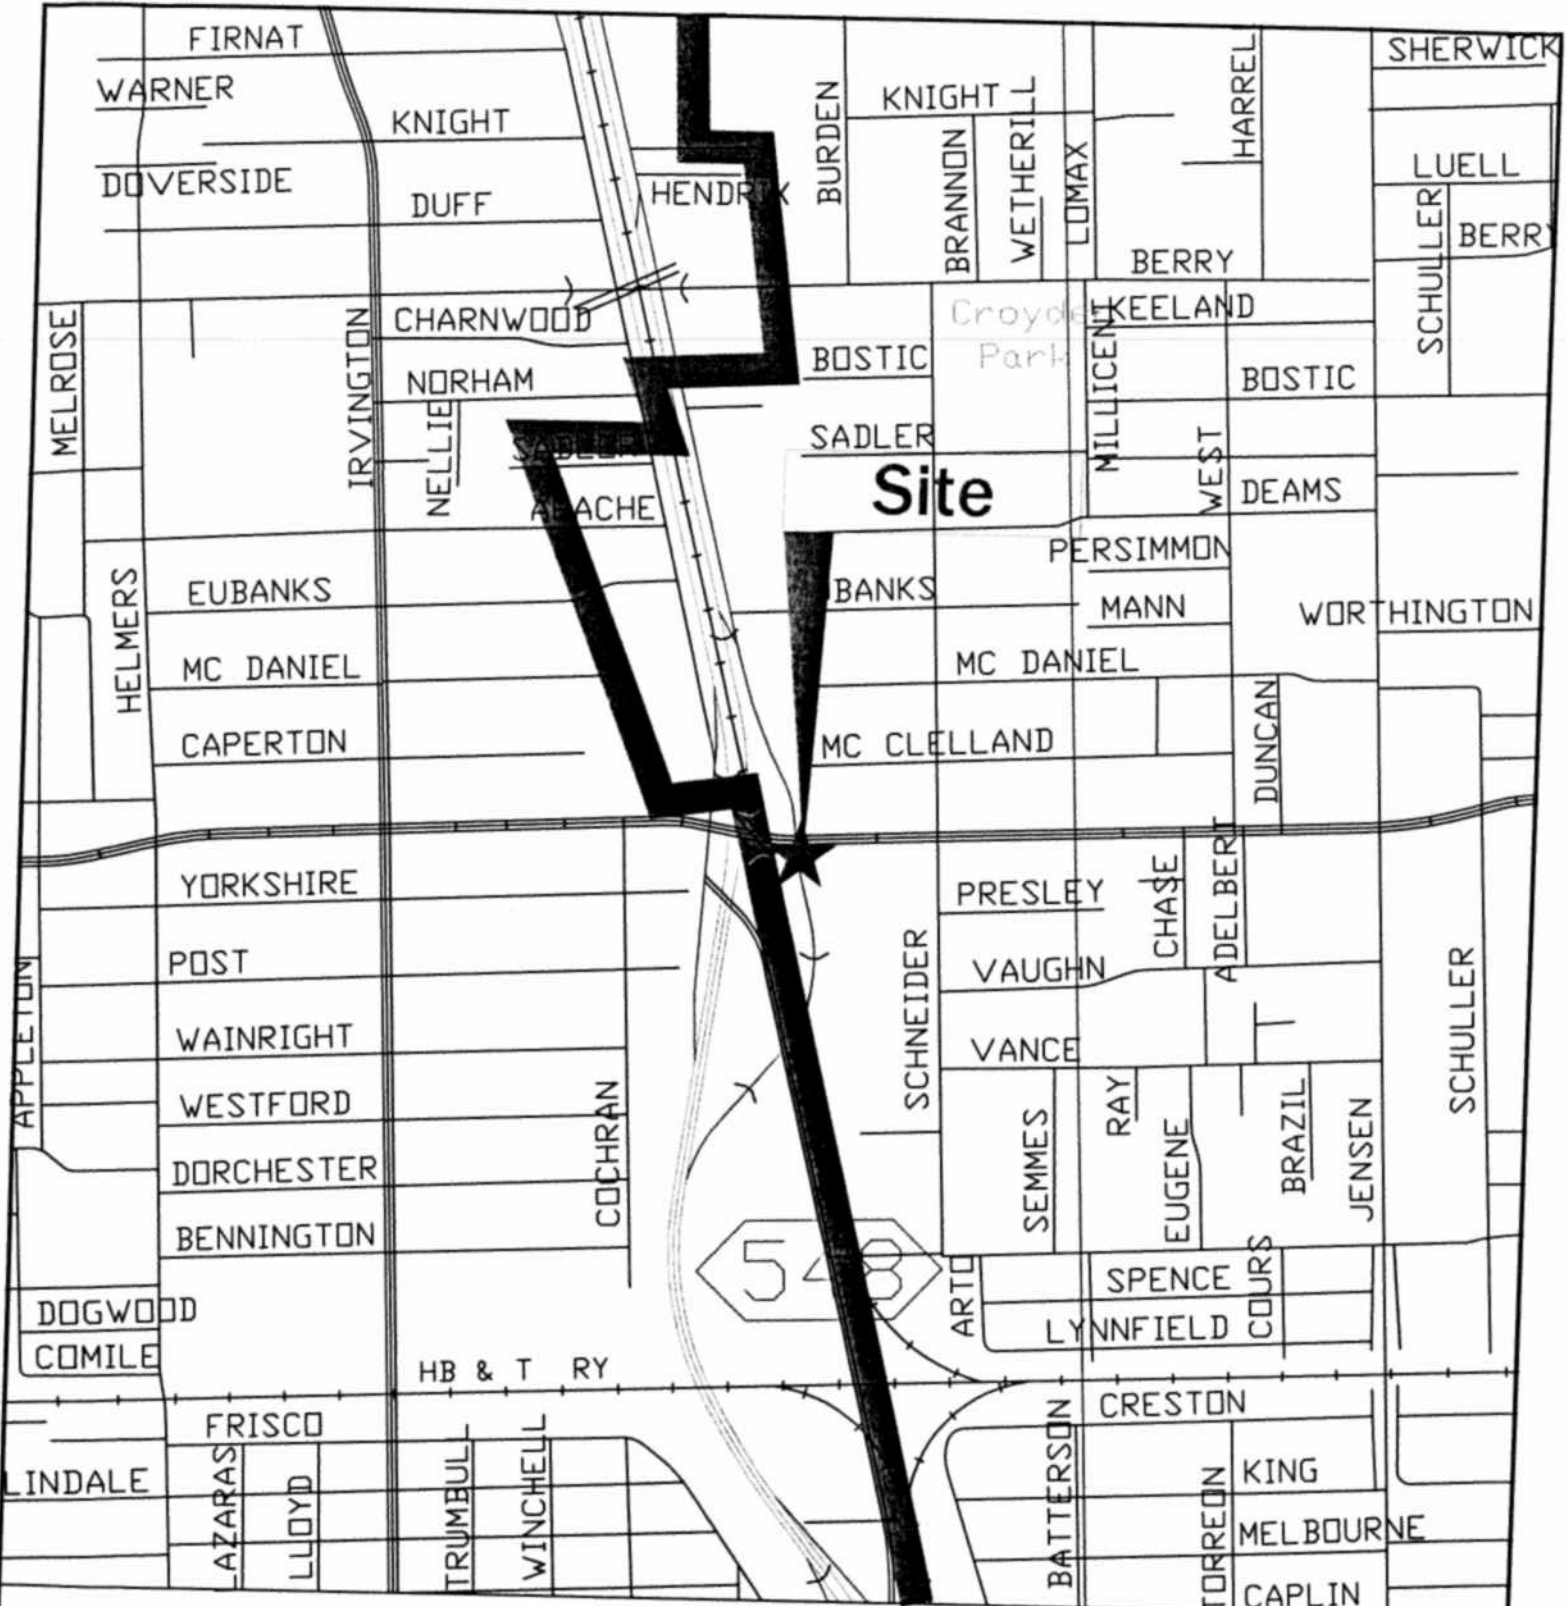 FIRNAT
SHERWICK
WARNER
KNIGHT
BURDEN
KNIGHT
BRANNON
WETHERILL
LOMAX
HARREL
DOVERSIDE
DUFF
HENDRIX
LUELL
SCHULLER
BERRY
BERRY
MELROSE
IRVINGTON
CHARNWOOD
KEELAND
Park
NORHAM
NELLIE
BOSTIC
MILLICENT
BOSTIC
SADLER
SADLER
WEST
Site
DEAMS
APACHE
PERSIMMON
HELMERS
EUBANKS
BANKS
MANN
WORTHINGTON
MC DANIEL
MC DANIEL
CAPERTON
MC CLELLAND
DUNCAN
YORKSHIRE
PRESLEY
CHASE
ADELBERT
POST
SCHNEIDER
VAUGHN
SCHULLER
APPLETON
WAINRIGHT
VANCE
WESTFORD
COCHRAN
SEMMES
RAY
EUGENE
BRAZIL
JENSEN
DORCHESTER
BENNINGTON
548
ARTO
SPENCE
COURS
DOGWOOD
LYNNFIELD
COMILE
HB & T RY
CRESTON
FRISCO
LINDALE
LAZARAS
LLOYD
TRUMBULL
WINCHELL
BATTERSON
TORREON
KING
MELBOURNE
CAPLIN